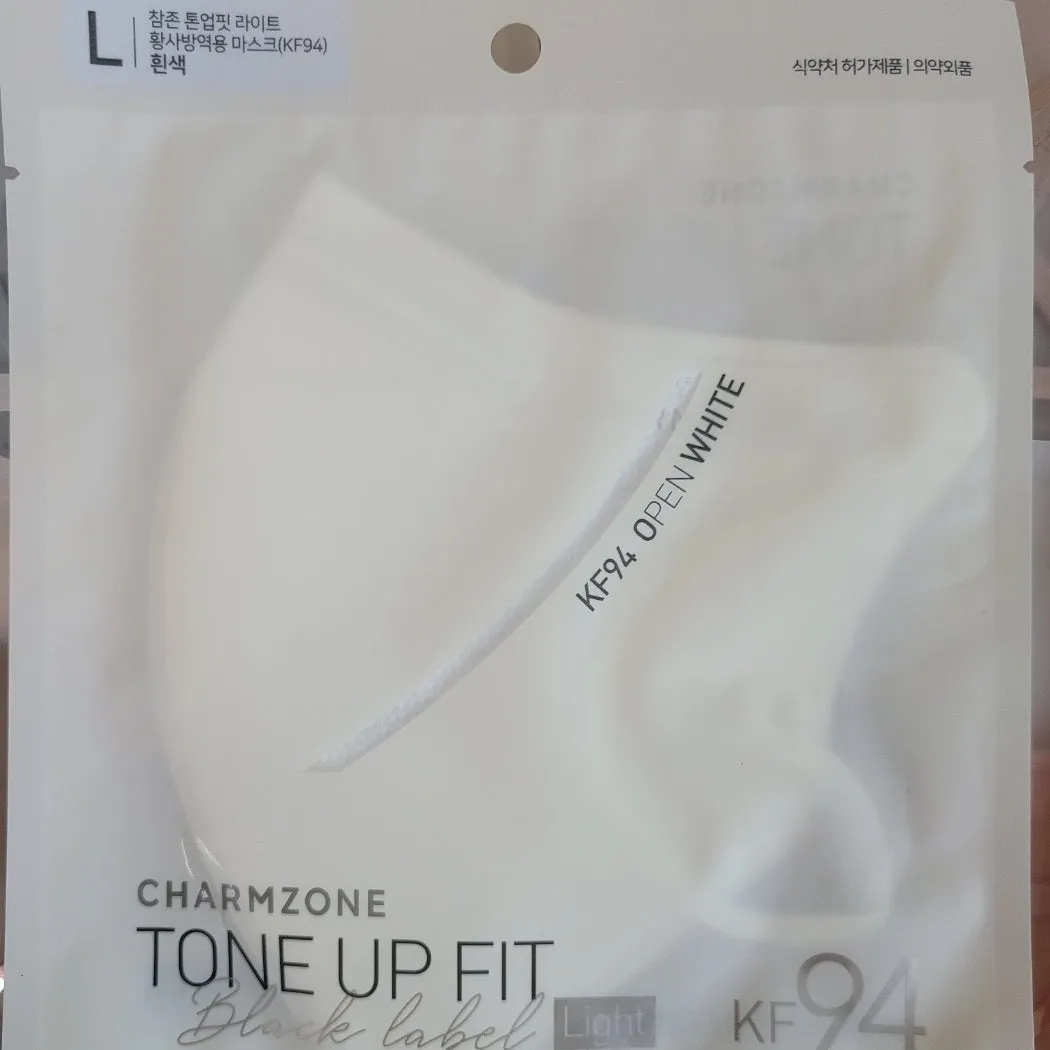 L
참존 톤업핏 라이트
황사방역용 마스크(KF94)
흰색
식약처 허가제품 | 의약외품
KF94 OPEN WHITE
CHARMZONE
TONE UP FIT
Black label Light
KF94